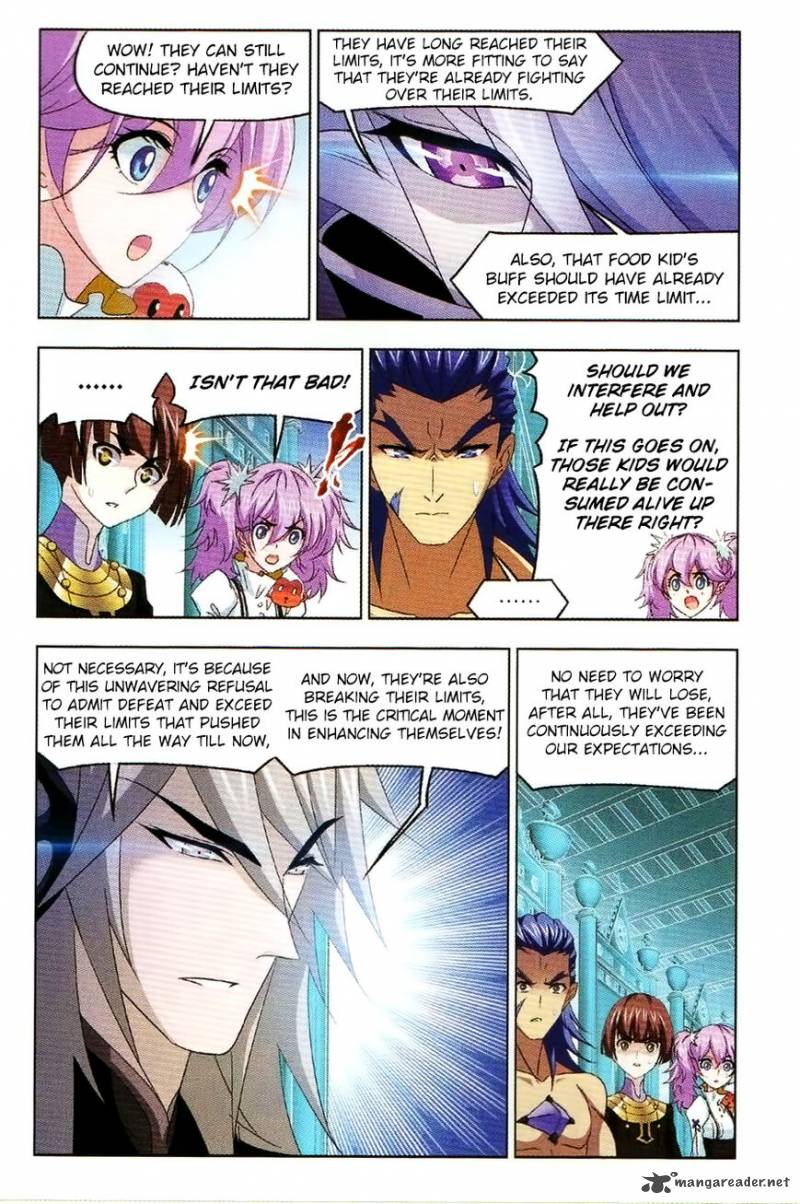 WOW! THEY CAN STILL
CONTINUE? HAVEN'T THEY
REACHED THEIR LIMITS?
THEY HAVE LONG REACHED THEIR
LIMITS, IT'S MORE FITTING TO SAY
THAT THEY'RE ALREADY FIGHTING
OVER THEIR LIMITS.
ALSO, THAT FOOD KID'S
BUFF SHOULD HAVE ALREADY
EXCEEDED ITS TIME LIMIT...
......
ISN'T THAT BAD!
SHOULD WE
INTERFERE AND
HELP OUT?
IF THIS GOES ON,
THOSE KIDS WOULD
REALLY BE CON-
SUMED ALIVE UP
THERE RIGHT?
......
NOT NECESSARY, IT'S BECAUSE
OF THIS UNWAVERING REFUSAL
TO ADMIT DEFEAT AND EXCEED
THEIR LIMITS THAT PUSHED
THEM ALL THE WAY TILL NOW,
AND NOW, THEY'RE ALSO
BREAKING THEIR LIMITS,
THIS IS THE CRITICAL MOMENT
IN ENHANCING THEMSELVES!
NO NEED TO WORRY
THAT THEY WILL LOSE,
AFTER ALL, THEY'VE BEEN
CONTINUOUSLY EXCEEDING
OUR EXPECTATIONS...
mangareader.net